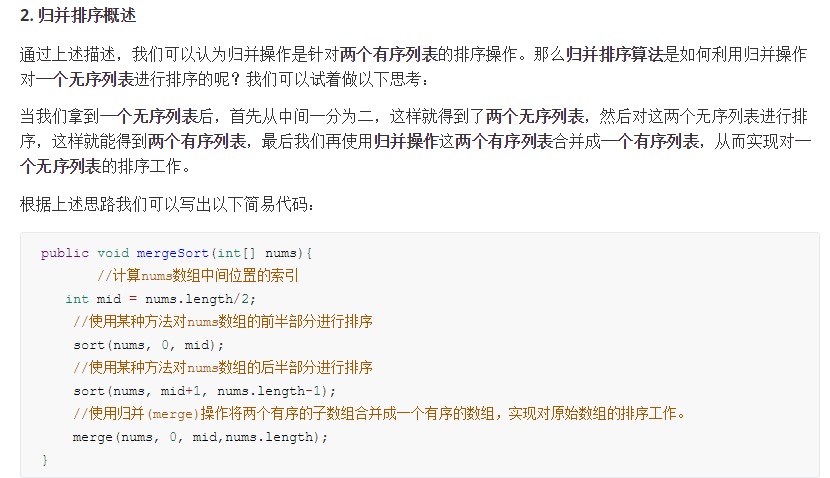 2. 归并排序概述
通过上述描述，我们可以认为归并操作是针对两个有序列表的排序操作。那么归并排序算法是如何利用归并操作
对一个无序列表进行排序的呢？我们可以试着做以下思考：
当我们拿到一个无序列表后，首先从中间一分为二，这样就得到了两个无序列表，然后对这两个无序列表进行排
序，这样就能得到两个有序列表，最后我们再使用归并操作这两个有序列表合并成一个有序列表，从而实现对一
个无序列表的排序工作。
根据上述思路我们可以写出以下简易代码：
public void mergeSort(int[] nums){
//计算nums数组中间位置的索引
int mid = nums.length/2;
//使用某种方法对nums数组的前半部分进行排序
sort(nums, 0, mid);
//使用某种方法对nums数组的后半部分进行排序
sort(nums, mid+1, nums.length-1);
//使用归并(merge)操作将两个有序的子数组合并成一个有序的数组，实现对原始数组的排序工作。
merge(nums, 0, mid,nums.length);
}